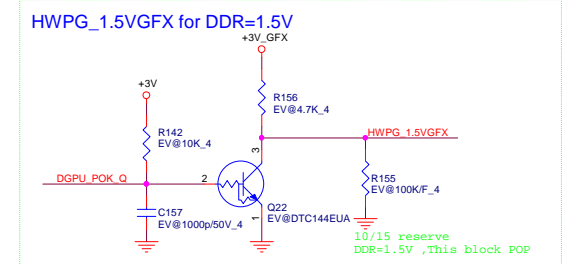 HWPG_1.5VGFX for DDR=1.5V
+3V_GFX
+3V
R156
EV@4.7K_4
R142
EV@10K_4
HWPG_1.5VGFX
3
DGPU_POK_Q
2
R155
EV@100K/F_4
Q22
EV@DTC144EUA
1
C157
EV@1000p/50V_4
10/15 reserve
DDR=1.5V ,This block POP